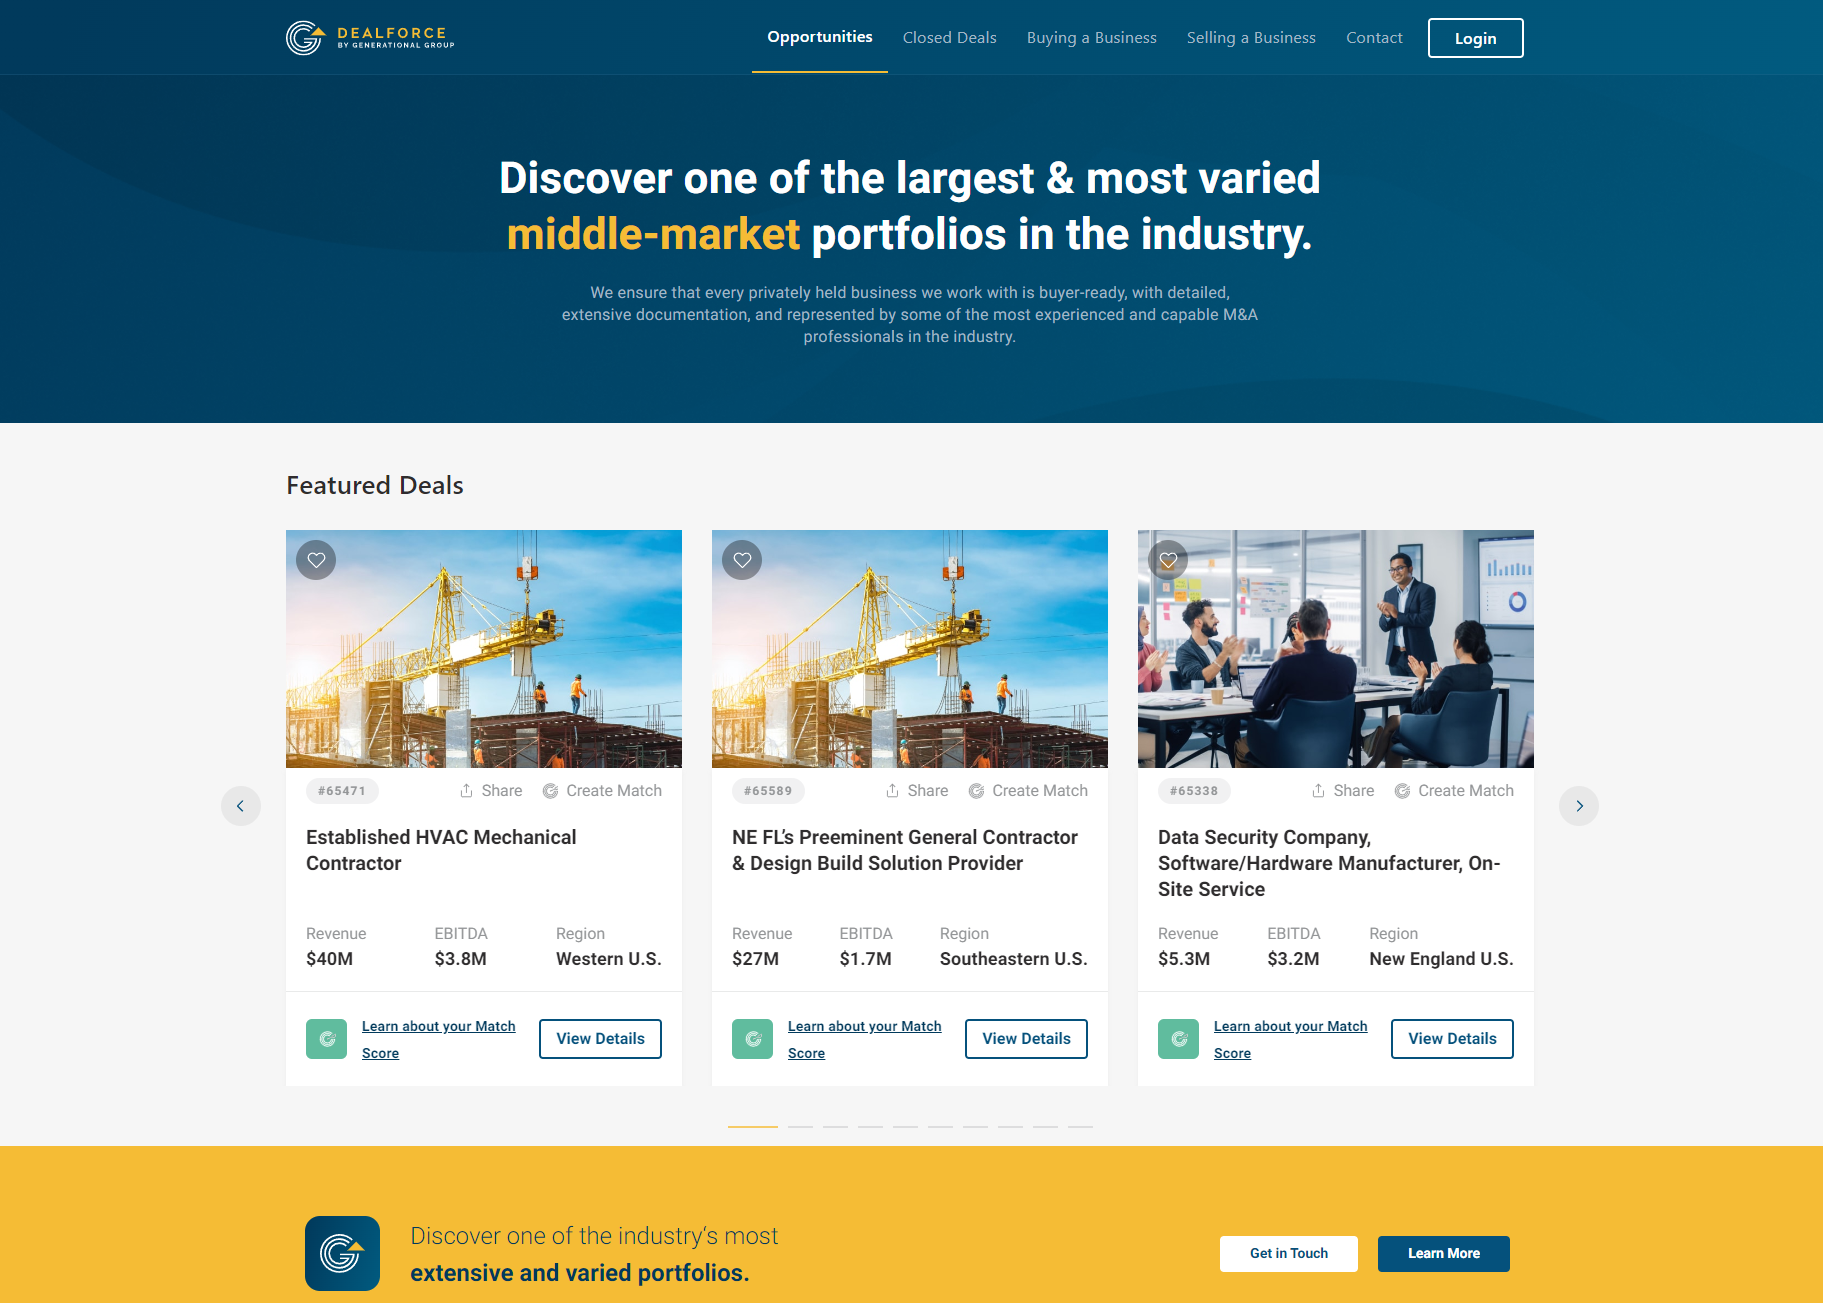 DEALFORCE
BY GENERATIONAL GROUP
Opportunities
Closed Deals
Buying a Business
Selling a Business
Contact
Login
Discover one of the largest & most varied
middle-market portfolios in the industry.
We ensure that every privately held business we work with is buyer-ready, with detailed,
extensive documentation, and represented by some of the most experienced and capable M&A
professionals in the industry.
Featured Deals
#65471
Share
Create Match
Established HVAC Mechanical
Contractor
Revenue
EBITDA
Region
$40M
$3.8M
Western U.S.
Learn about your Match
Score
View Details
#65589
Share
Create Match
NE FL’s Preeminent General Contractor
& Design Build Solution Provider
Revenue
EBITDA
Region
$27M
$1.7M
Southeastern U.S.
Learn about your Match
Score
View Details
#65338
Share
Create Match
Data Security Company,
Software/Hardware Manufacturer, On-
Site Service
Revenue
EBITDA
Region
$5.3M
$3.2M
New England U.S.
Learn about your Match
Score
View Details
Discover one of the industry‘s most
extensive and varied portfolios.
Get in Touch
Learn More